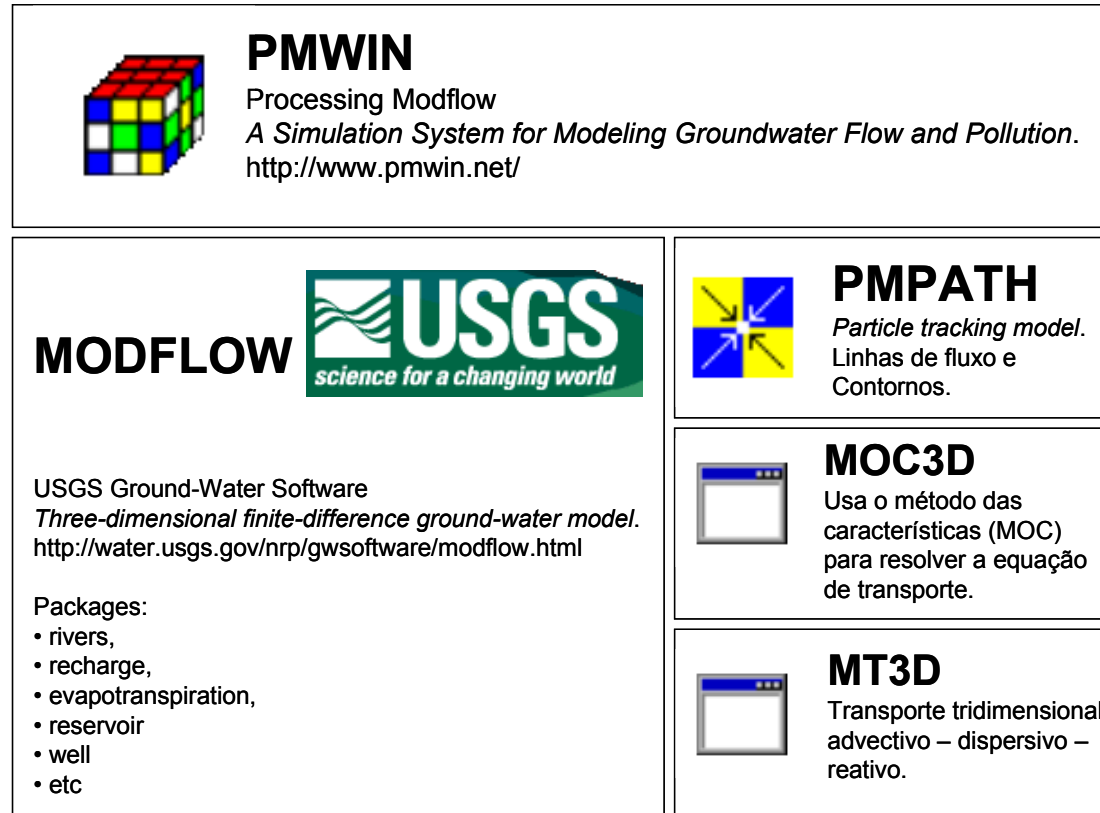 PMWIN
Processing Modflow
A Simulation System for Modeling Groundwater Flow and Pollution.
http://www.pmwin.net/
MODFLOW
USGS
science for a changing world
USGS Ground-Water Software
Three-dimensional finite-difference ground-water model.
http://water.usgs.gov/nrp/gwsoftware/modflow.html
Packages:
• rivers,
• recharge,
• evapotranspiration,
• reservoir
• well
• etc
PMPATH
Particle tracking model.
Linhas de fluxo e
Contornos.
MOC3D
Usa o método das
características (MOC)
para resolver a equação
de transporte.
MT3D
Transporte tridimensional
advectivo – dispersivo –
reativo.